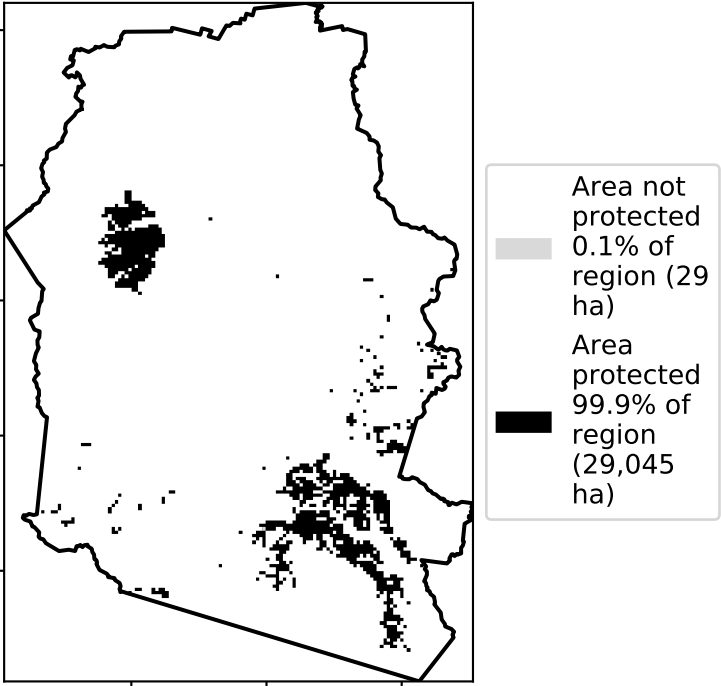 Area not
protected
0.1% of
region (29
ha)
Area
protected
99.9% of
region
(29,045
ha)